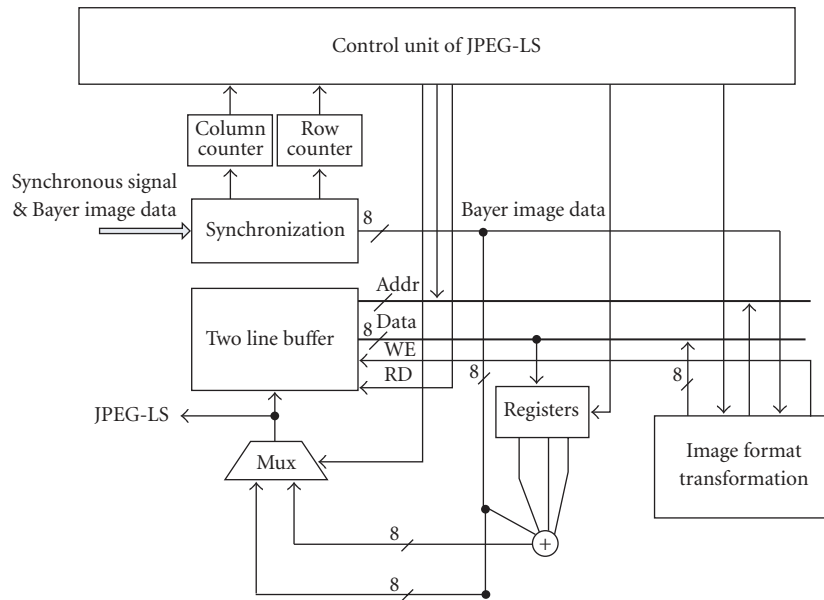 Control unit of JPEG-LS
Column
counter
Row
counter
Synchronous signal
& Bayer image data
Synchronization
8
Bayer image data
Addr
Two line buffer
8
Data
WE
RD
8
8
JPEG-LS
Registers
Image format
transformation
Mux
+
8
8